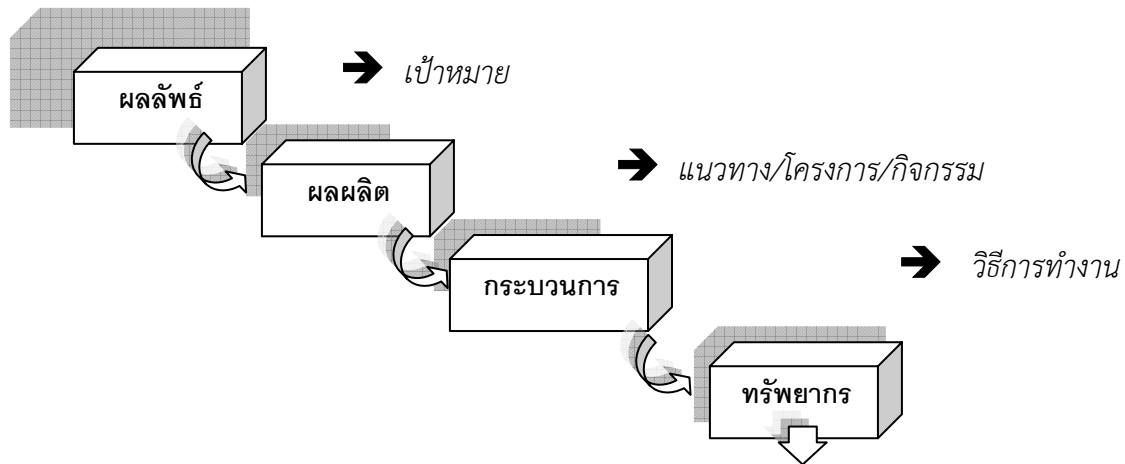 ผลลัพธ์
เป้าหมาย
ผลผลิต
แนวทาง/โครงการ/กิจกรรม
กระบวนการ
วิธีการทำงาน
ทรัพยากร